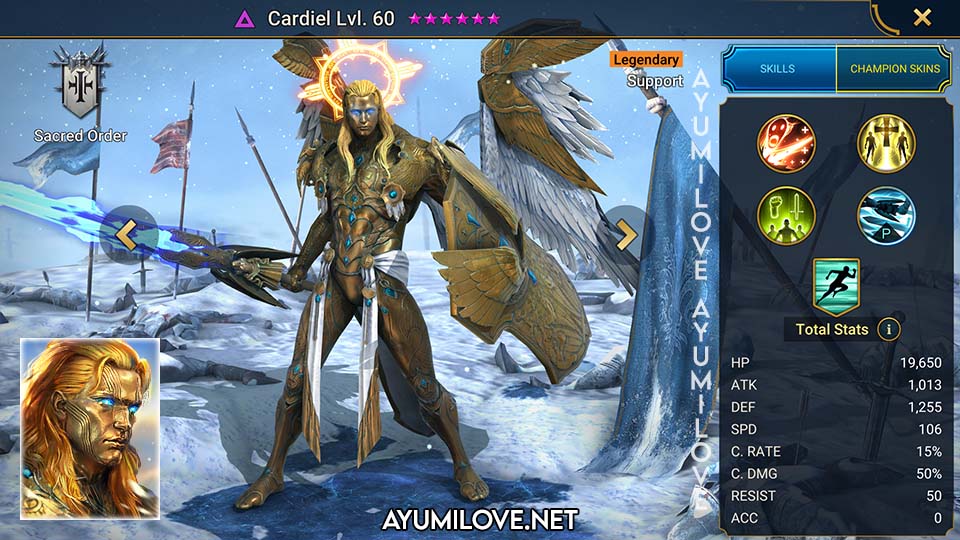 Cardiel Lvl. 60
Legendary
Support
Sacred Order
SKILLS
CHAMPION SKINS
AYUMILOVE AYUMILOVE
P
Total Stats i
HP 19,650
ATK 1,013
DEF 1,255
SPD 106
C. RATE 15%
C. DMG 50%
RESIST 50
ACC 0
AYUMILOVE.NET